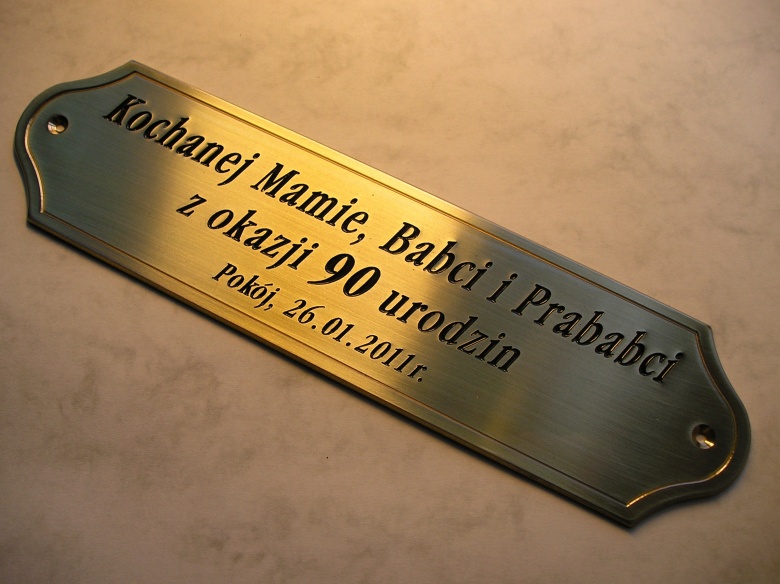 Kochanej Mamie, Babci i Prababci
z okazji 90 urodzin
Pokój, 26.01.2011r.